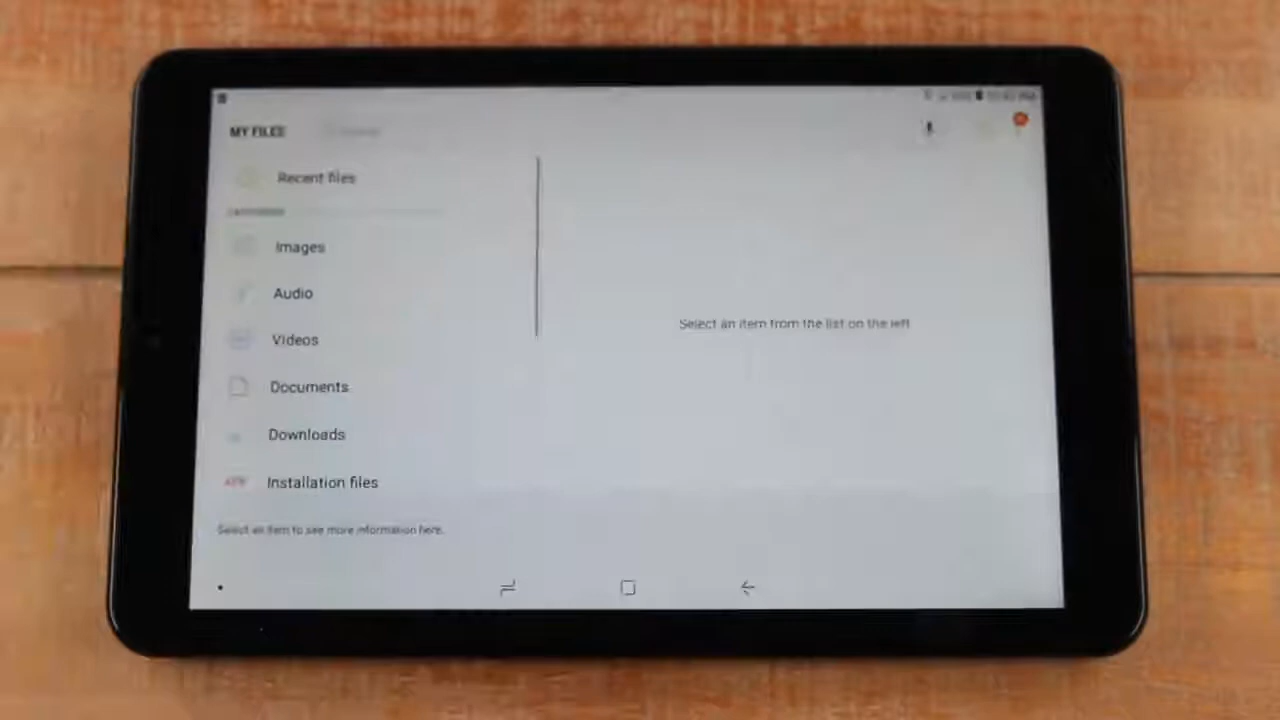 MY FILES
Recent files
Images
Audio
Videos
Documents
Downloads
APK Installation files
Select an item to see more information here.
Select an item from the list on the left